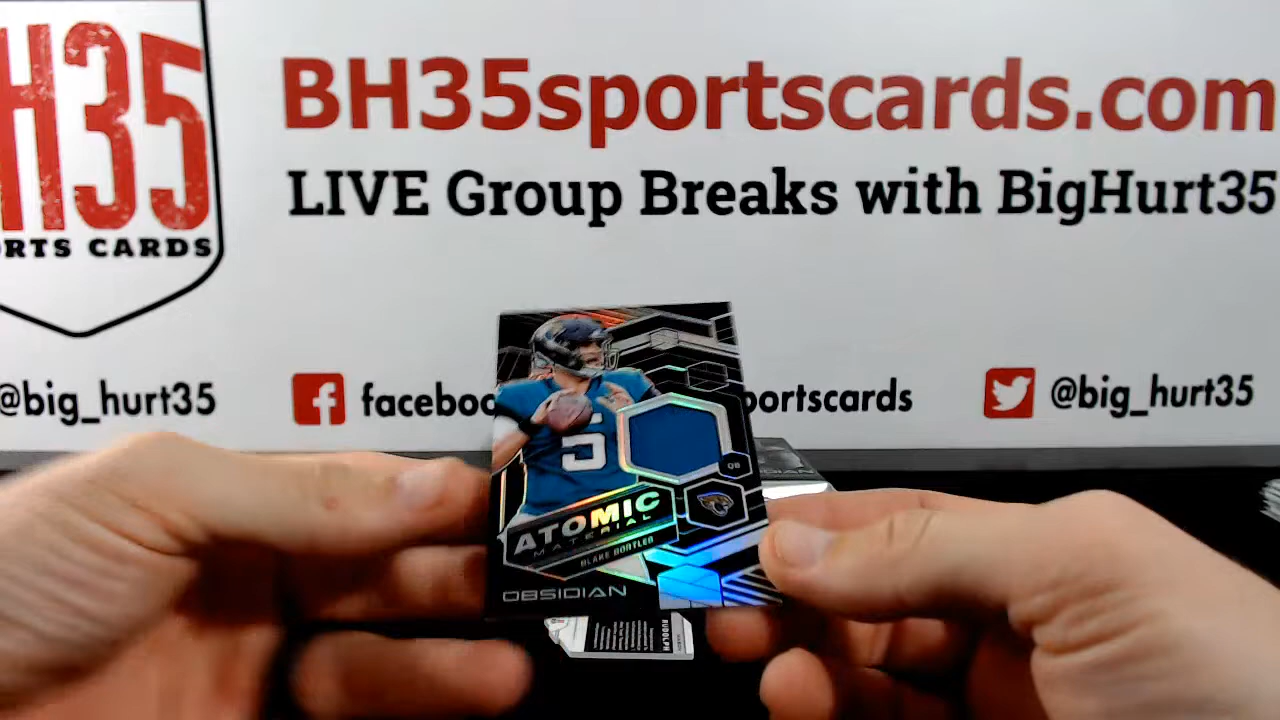 H35
RTS CARDS
BH35sportscards.com
LIVE Group Breaks with BigHurt35
@big_hurt35
faceboo
portscards
@big_hurt35
5
QB
ATOMIC
MATERIAL
BLAKE BORTLES
OBSIDIAN
RUDOLPH